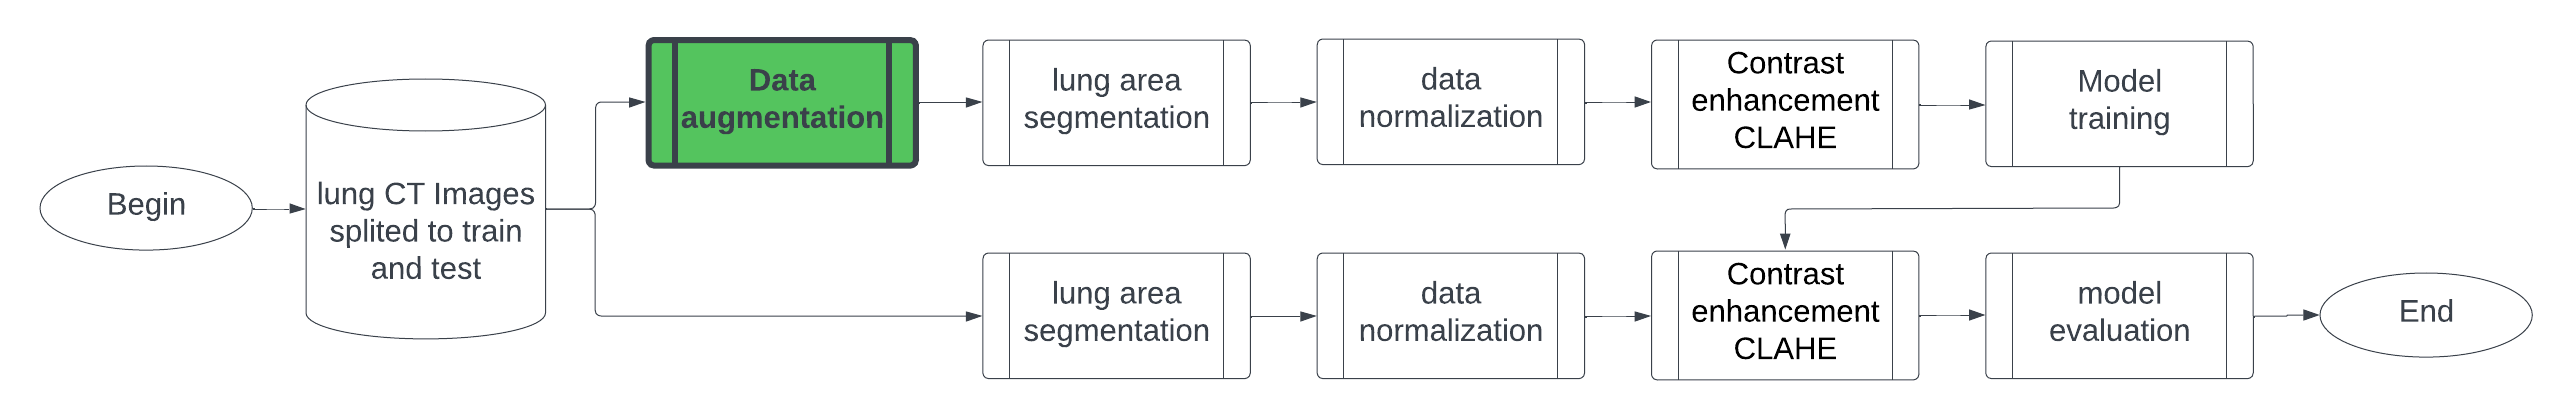 Begin
lung CT Images
splited to train
and test
Data
augmentation
lung area
segmentation
data
normalization
Contrast
enhancement
CLAHE
Model
training
lung area
segmentation
data
normalization
Contrast
enhancement
CLAHE
model
evaluation
End